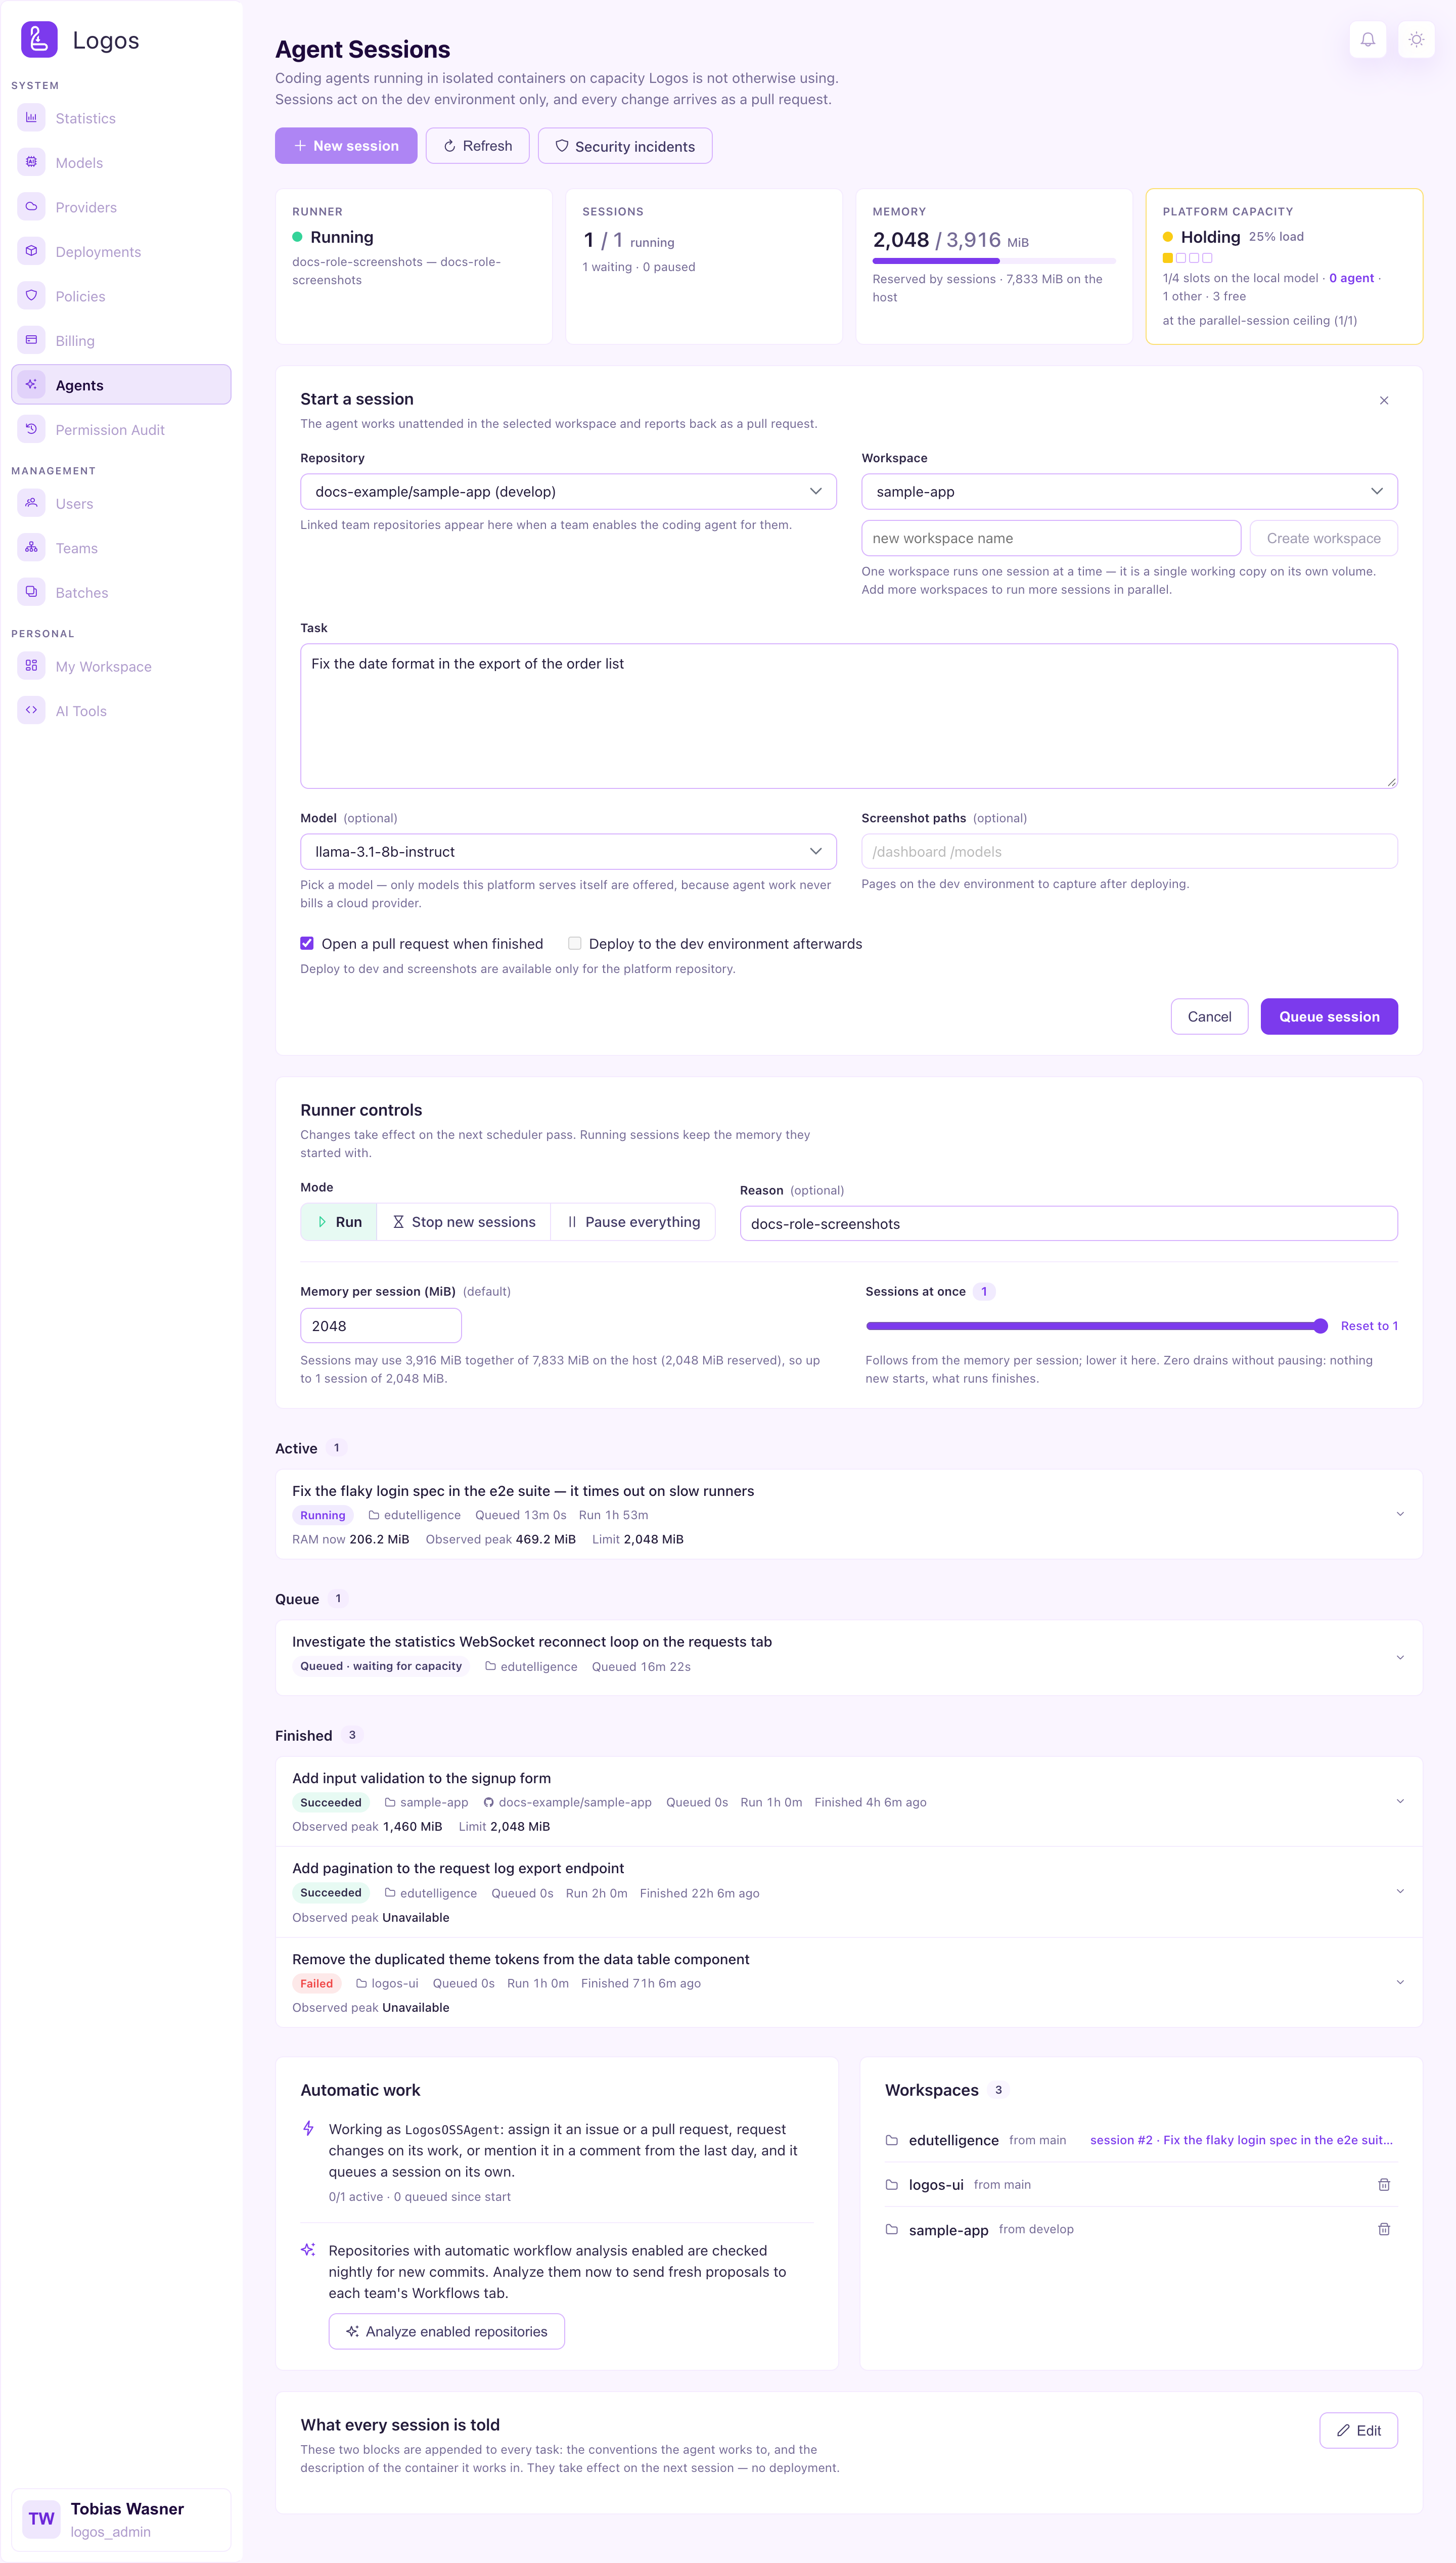 Logos
SYSTEM
Statistics
Models
Providers
Deployments
Policies
Billing
Agents
Permission Audit
MANAGEMENT
Users
Teams
Batches
PERSONAL
My Workspace
AI Tools
TW
Tobias Wasner
logos_admin
Agent Sessions
Coding agents running in isolated containers on capacity Logos is not otherwise using.
Sessions act on the dev environment only, and every change arrives as a pull request.
New session
Refresh
Security incidents
RUNNER
Running
docs-role-screenshots — docs-role-
screenshots
SESSIONS
1 / 1 running
1 waiting · 0 paused
MEMORY
2,048 / 3,916 MiB
Reserved by sessions · 7,833 MiB on the
host
PLATFORM CAPACITY
Holding 25% load
1/4 slots on the local model · 0 agent ·
1 other · 3 free
at the parallel-session ceiling (1/1)
Start a session
The agent works unattended in the selected workspace and reports back as a pull request.
Repository
docs-example/sample-app (develop)
Linked team repositories appear here when a team enables the coding agent for them.
Workspace
sample-app
new workspace name
Create workspace
One workspace runs one session at a time — it is a single working copy on its own volume.
Add more workspaces to run more sessions in parallel.
Task
Fix the date format in the export of the order list
Model (optional)
llama-3.1-8b-instruct
Pick a model — only models this platform serves itself are offered, because agent work never
bills a cloud provider.
Screenshot paths (optional)
/dashboard /models
Pages on the dev environment to capture after deploying.
Open a pull request when finished
Deploy to the dev environment afterwards
Deploy to dev and screenshots are available only for the platform repository.
Cancel
Queue session
Runner controls
Changes take effect on the next scheduler pass. Running sessions keep the memory they
started with.
Mode
Run
Stop new sessions
Pause everything
Reason (optional)
docs-role-screenshots
Memory per session (MiB) (default)
2048
Sessions may use 3,916 MiB together of 7,833 MiB on the host (2,048 MiB reserved), so up
to 1 session of 2,048 MiB.
Sessions at once 1
Reset to 1
Follows from the memory per session; lower it here. Zero drains without pausing: nothing
new starts, what runs finishes.
Active 1
Fix the flaky login spec in the e2e suite — it times out on slow runners
Running edutelligence Queued 13m 0s Run 1h 53m
RAM now 206.2 MiB Observed peak 469.2 MiB Limit 2,048 MiB
Queue 1
Investigate the statistics WebSocket reconnect loop on the requests tab
Queued · waiting for capacity edutelligence Queued 16m 22s
Finished 3
Add input validation to the signup form
Succeeded sample-app docs-example/sample-app Queued 0s Run 1h 0m Finished 4h 6m ago
Observed peak 1,460 MiB Limit 2,048 MiB
Add pagination to the request log export endpoint
Succeeded edutelligence Queued 0s Run 2h 0m Finished 22h 6m ago
Observed peak Unavailable
Remove the duplicated theme tokens from the data table component
Failed logos-ui Queued 0s Run 1h 0m Finished 71h 6m ago
Observed peak Unavailable
Automatic work
Working as LogosOSSAgent: assign it an issue or a pull request, request
changes on its work, or mention it in a comment from the last day, and it
queues a session on its own.
0/1 active · 0 queued since start
Repositories with automatic workflow analysis enabled are checked
nightly for new commits. Analyze them now to send fresh proposals to
each team's Workflows tab.
Analyze enabled repositories
Workspaces 3
edutelligence from main session #2 · Fix the flaky login spec in the e2e suit...
logos-ui from main
sample-app from develop
What every session is told
These two blocks are appended to every task: the conventions the agent works to, and the
description of the container it works in. They take effect on the next session — no deployment.
Edit